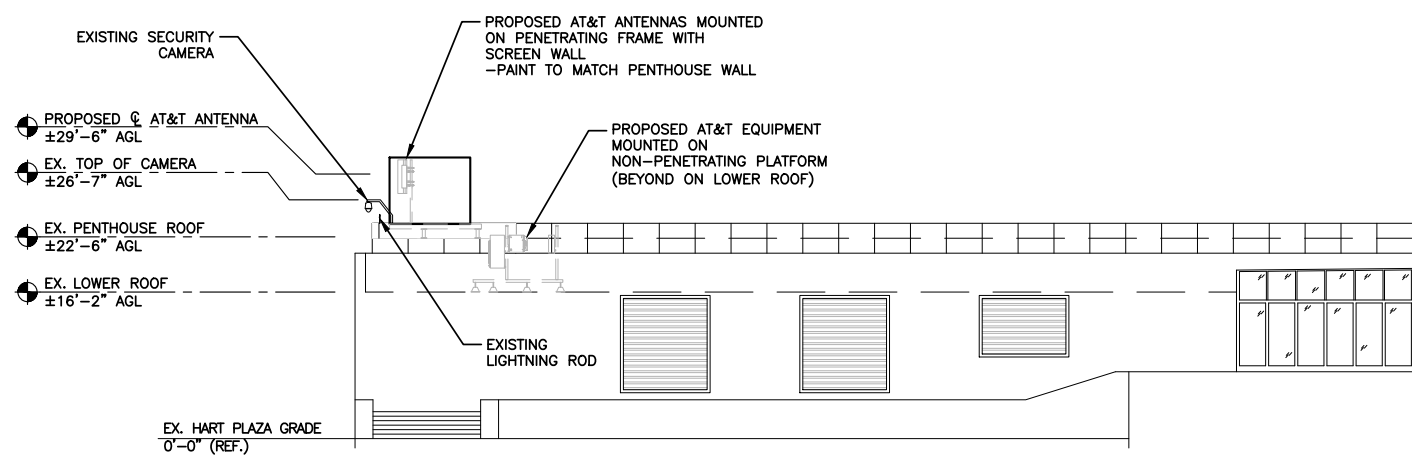 PROPOSED AT&T ANTENNAS MOUNTED
ON PENETRATING FRAME WITH
SCREEN WALL
-PAINT TO MATCH PENTHOUSE WALL
EXISTING SECURITY
CAMERA
PROPOSED ℄ AT&T ANTENNA
±29'-6" AGL
EX. TOP OF CAMERA
±26'-7" AGL
PROPOSED AT&T EQUIPMENT
MOUNTED ON
NON-PENETRATING PLATFORM
(BEYOND ON LOWER ROOF)
EX. PENTHOUSE ROOF
±22'-6" AGL
EX. LOWER ROOF
±16'-2" AGL
EXISTING
LIGHTNING ROD
EX. HART PLAZA GRADE
0'-0" (REF.)